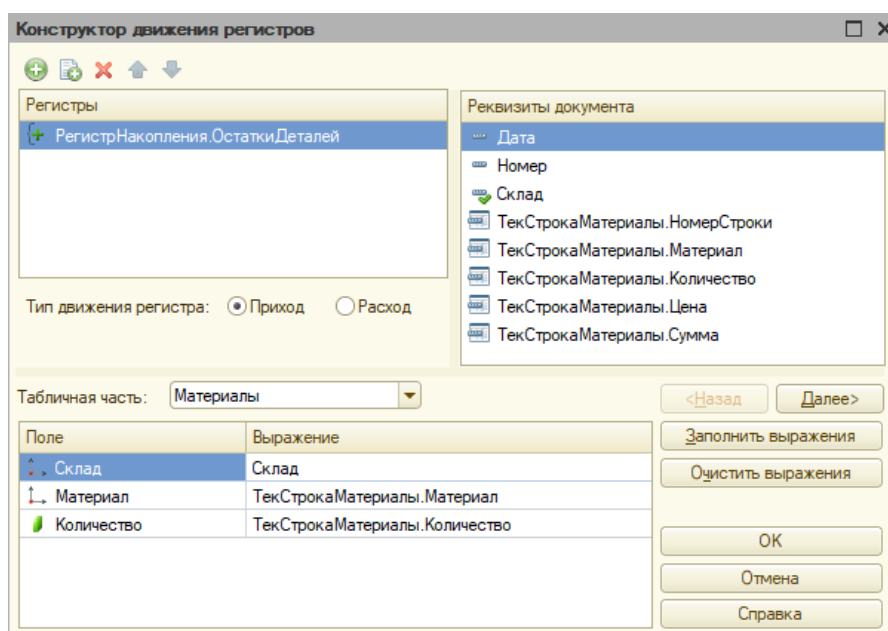 Конструктор движения регистров
Регистры
РегистрНакопления.ОстаткиДеталей
Тип движения регистра: Приход Расход
Реквизиты документа
Дата
Номер
Склад
ТекСтрокаМатериалы.НомерСтроки
ТекСтрокаМатериалы.Материал
ТекСтрокаМатериалы.Количество
ТекСтрокаМатериалы.Цена
ТекСтрокаМатериалы.Сумма
Табличная часть: Материалы
<Назад Далее>
Поле Выражение
Склад Склад
Материал ТекСтрокаМатериалы.Материал
Количество ТекСтрокаМатериалы.Количество
Заполнить выражения
Очистить выражения
ОК
Отмена
Справка